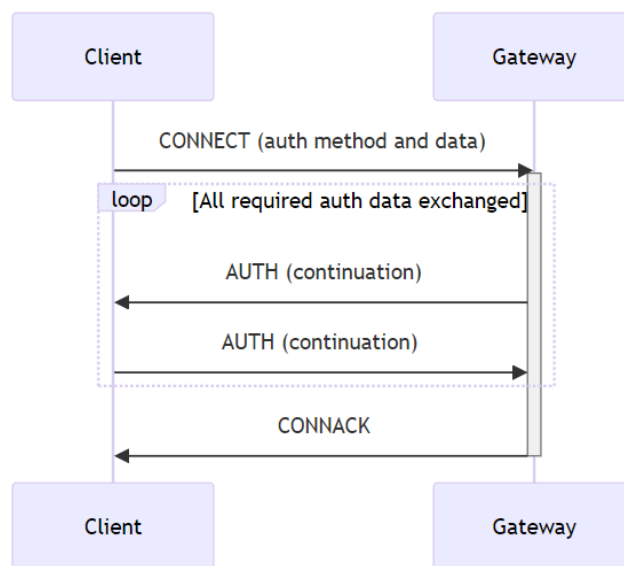 Client
Gateway
CONNECT (auth method and data)
loop
[All required auth data exchanged]
AUTH (continuation)
AUTH (continuation)
CONNACK
Client
Gateway